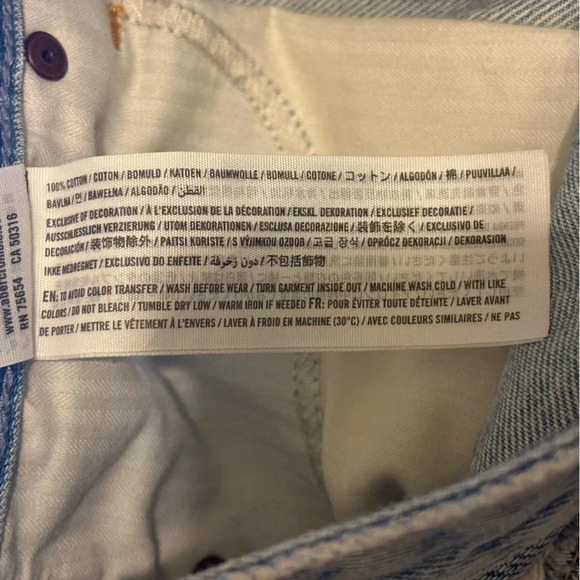 100% COTTON / COTON / BOMULD / KATOEN / BAUMWOLLE / BOMULL / COTONE / コットン / ALGODÓN / 棉 / PUUVILLAA /
BAVLNA / 면 / BAWEŁNA / ALGODÃO / القطن
EXCLUSIVE OF DECORATION / À L'EXCLUSION DE LA DÉCORATION / EKSKL DEKORATION / EXCLUSIEF DECORATIE /
AUSSCHLIESSLICH VERZIERUNG / UTOM DEKORATIONEN / ESCLUSA DECORAZIONE / 装飾を除く / EXCLUSIVO DE
DECORACIÓN / 装饰物除外 / PAITSI KORISTE / S VÝJIMKOU OZDOB / 고급 장식 / OPRÓCZ DEKORACJI / DEKORASJON
IKKE MEDREGNET / EXCLUSIVO DO ENFEITE / دون زخرفة / 不包括飾物
EN: TO AVOID COLOR TRANSFER / WASH BEFORE WEAR / TURN GARMENT INSIDE OUT / MACHINE WASH COLD / WITH LIKE
COLORS / DO NOT BLEACH / TUMBLE DRY LOW / WARM IRON IF NEEDED FR: POUR ÉVITER TOUTE DÉTEINTE / LAVER AVANT
DE PORTER / METTRE LE VÊTEMENT À L'ENVERS / LAVER À FROID EN MACHINE (30°C) / AVEC COULEURS SIMILAIRES / NE PAS
RN 75654 CA 50316